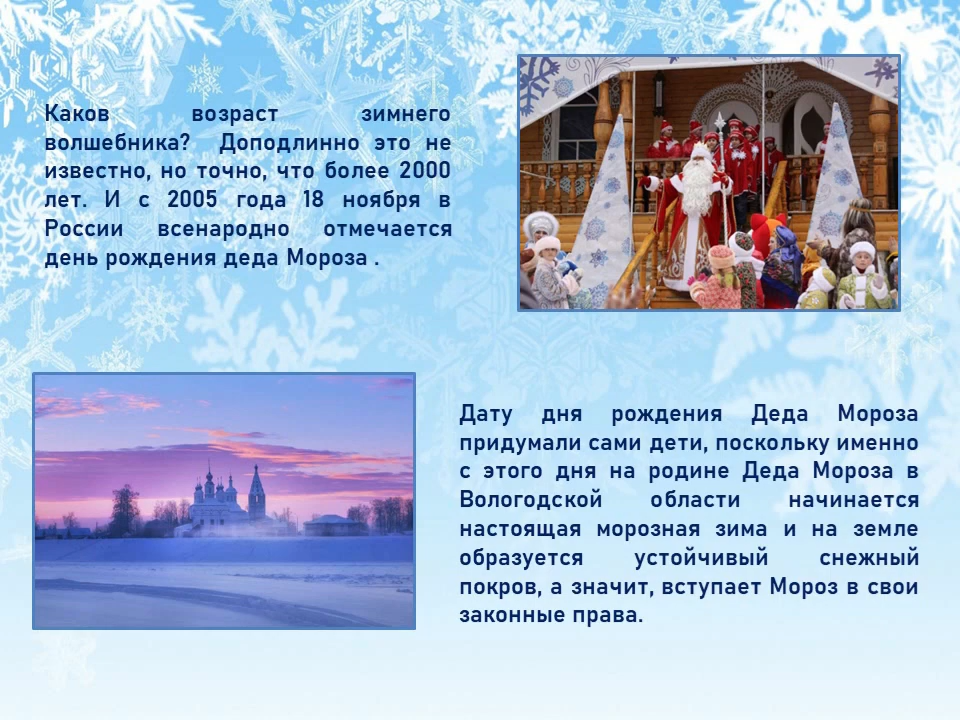 Каков возраст зимнего
волшебника? Доподлинно это не
известно, но точно, что более 2000
лет. И с 2005 года 18 ноября в
России всенародно отмечается
день рождения деда Мороза .
Дату дня рождения Деда Мороза
придумали сами дети, поскольку именно
с этого дня на родине Деда Мороза в
Вологодской области начинается
настоящая морозная зима и на земле
образуется устойчивый снежный
покров, а значит, вступает Мороз в свои
законные права.